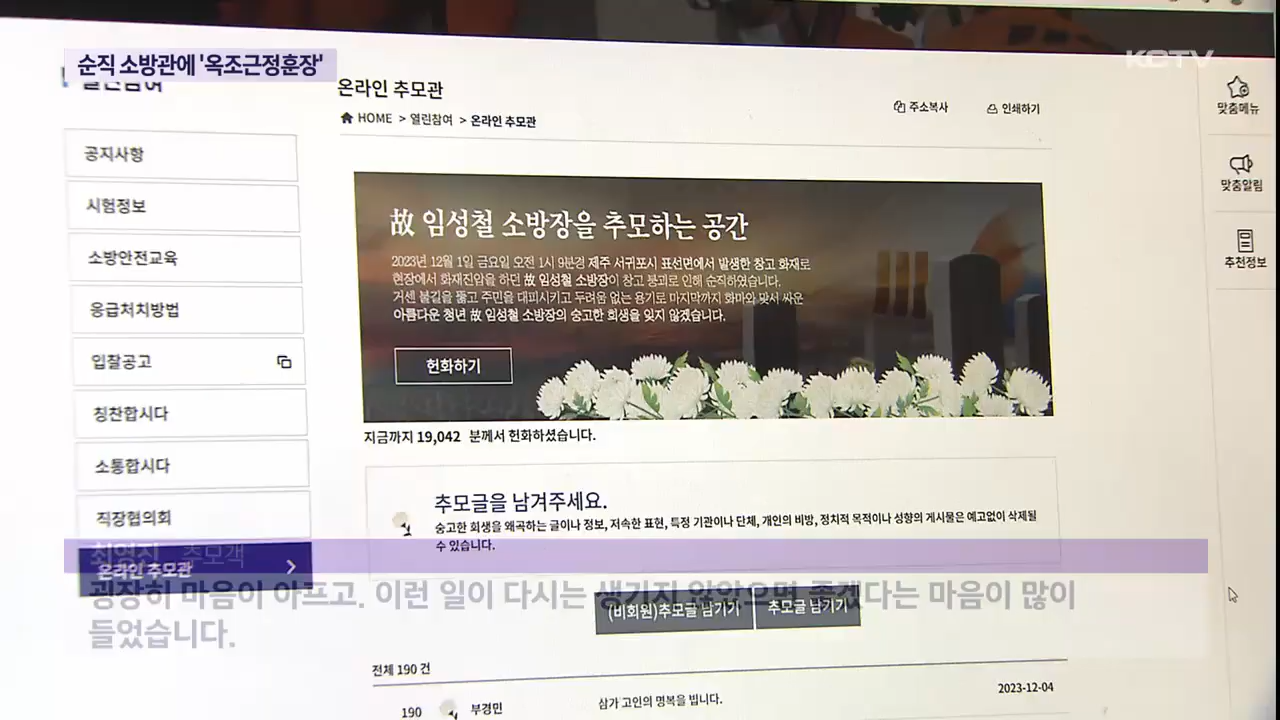 순직 소방관에 '옥조근정훈장'
KCTV
온라인 추모관
HOME > 열린참여 > 온라인 추모관
주소복사
인쇄하기
맞춤메뉴
맞춤알림
추천정보
공지사항
시험정보
소방안전교육
응급처치방법
입찰공고
칭찬합시다
소통합시다
직장협의회
온라인 추모관
故 임성철 소방장을 추모하는 공간
2023년 12월 1일 금요일 오전 1시 9분경 제주 서귀포시 표선면에서 발생한 창고 화재로
현장에서 화재진압을 하던 故 임성철 소방장이 창고 붕괴로 인해 순직하였습니다.
거센 불길을 뚫고 주민을 대피시키고 두려움 없는 용기로 마지막까지 화마와 맞서 싸운
아름다운 청년 故 임성철 소방장의 숭고한 희생을 잊지 않겠습니다.
헌화하기
지금까지 19,042 분께서 헌화하셨습니다.
추모글을 남겨주세요.
숭고한 희생을 왜곡하는 글이나 정보, 저속한 표현, 특정 기관이나 단체, 개인의 비방, 정치적 목적이나 성향의 게시물은 예고없이 삭제될
수 있습니다.
최영진 추모객
굉장히 마음이 아프고. 이런 일이 다시는 생기지 않았으면 좋겠다는 마음이 많이
들었습니다.
(비회원)추모글 남기기
추모글 남기기
전체 190 건
190 부경민 삼가 고인의 명복을 빕니다. 2023-12-04